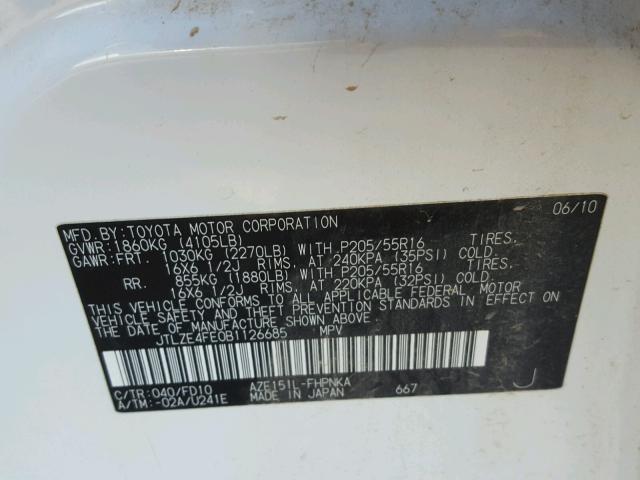 MFD.BY:TOYOTA MOTOR CORPORATION 06/10
GVWR:1860KG (4105LB)
GAWR:FRT. 1030KG (2270LB) WITH P205/55R16 TIRES.
16X6 1/2J RIMS. AT 240KPA (35PSI) COLD.
RR. 855KG (1880LB) WITH P205/55R16 TIRES.
16X6 1/2J RIMS. AT 220KPA (32PSI) COLD.
THIS VEHICLE CONFORMS TO ALL APPLICABLE FEDERAL MOTOR
VEHICLE SAFETY AND THEFT PREVENTION STANDARDS IN EFFECT ON
THE DATE OF MANUFACTURE SHOWN ABOVE.
JTLZE4FE0B1126685 MPV
C/TR:040/FD10 AZE151L-FHPNKA
A/TM:-02A/U241E MADE IN JAPAN 667 J